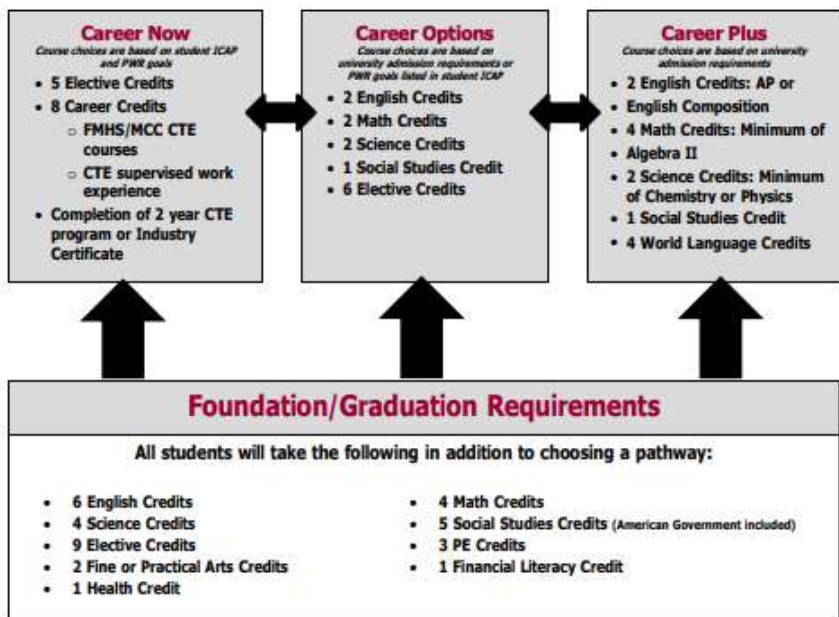 Career Now
Course choices are based on student ICAP
and PWR goals
• 5 Elective Credits
• 8 Career Credits
o FMHS/MCC CTE
courses
o CTE supervised work
experience
• Completion of 2 year CTE
program or Industry
Certificate
Career Options
Course choices are based on
university admission requirements or
PWR goals listed in student ICAP
• 2 English Credits
• 2 Math Credits
• 2 Science Credits
• 1 Social Studies Credit
• 6 Elective Credits
Career Plus
Course choices are based on university
admission requirements
• 2 English Credits: AP or
• English Composition
• 4 Math Credits: Minimum of
• Algebra II
• 2 Science Credits: Minimum
of Chemistry or Physics
• 1 Social Studies Credit
• 4 World Language Credits
Foundation/Graduation Requirements
All students will take the following in addition to choosing a pathway:
• 6 English Credits
• 4 Science Credits
• 9 Elective Credits
• 2 Fine or Practical Arts Credits
• 1 Health Credit
• 4 Math Credits
• 5 Social Studies Credits (American Government included)
• 3 PE Credits
• 1 Financial Literacy Credit